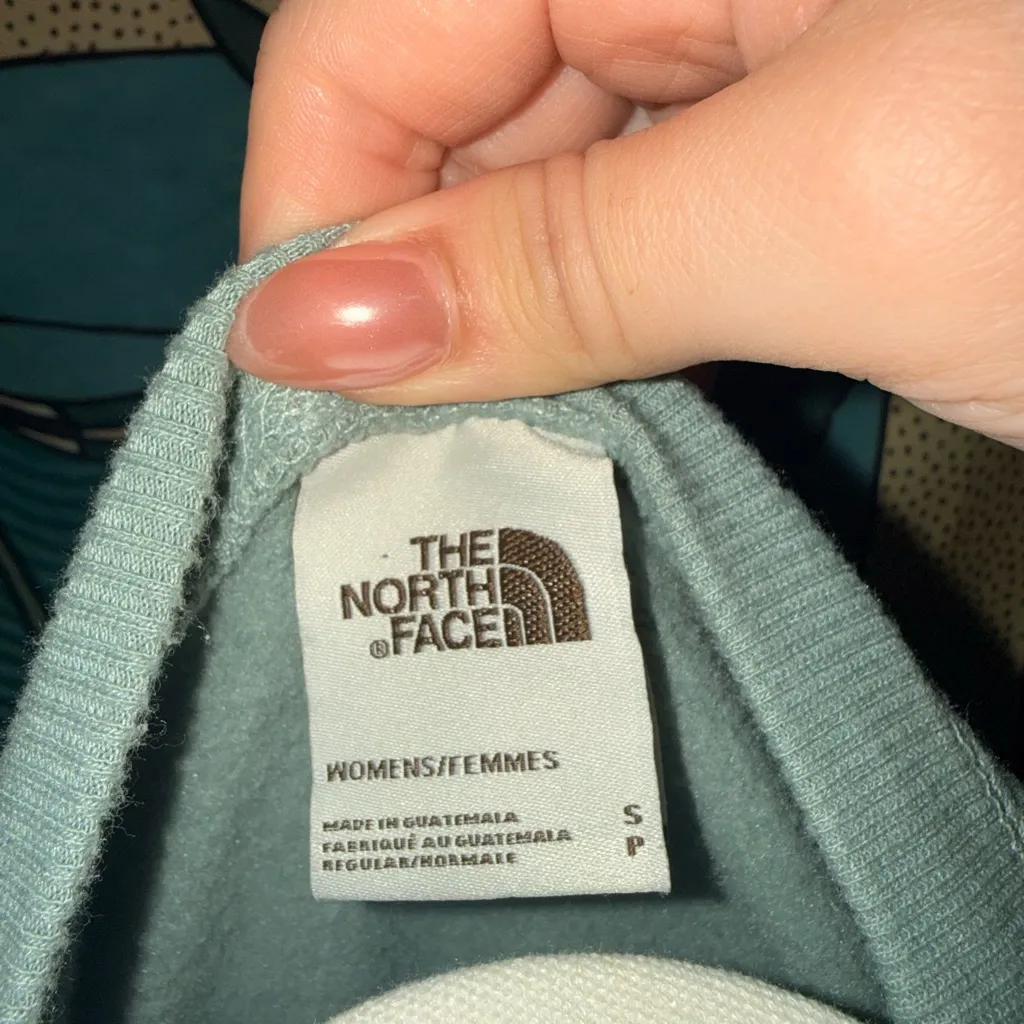 THE
NORTH
®FACE
WOMENS/FEMMES
MADE IN GUATEMALA
FABRIQUÉ AU GUATEMALA
REGULAR/NORMALE
S
P